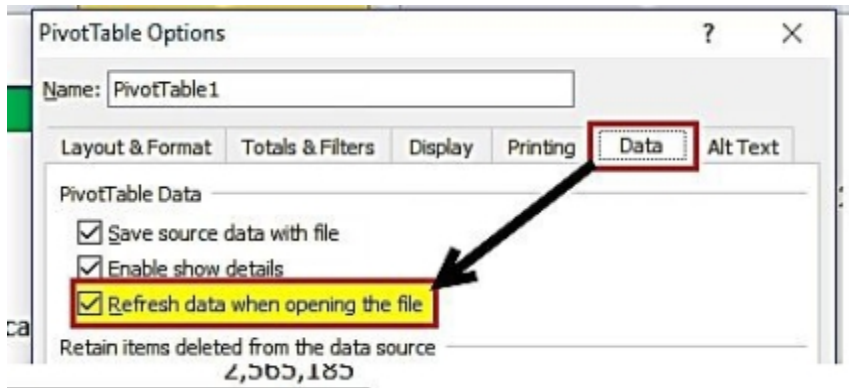 PivotTable Options ?
Name: PivotTable1
Layout & Format Totals & Filters Display Printing Data Alt Text
PivotTable Data
Save source data with file
Enable show details
Refresh data when opening the file
ca
Retain items deleted from the data source
2,565,185